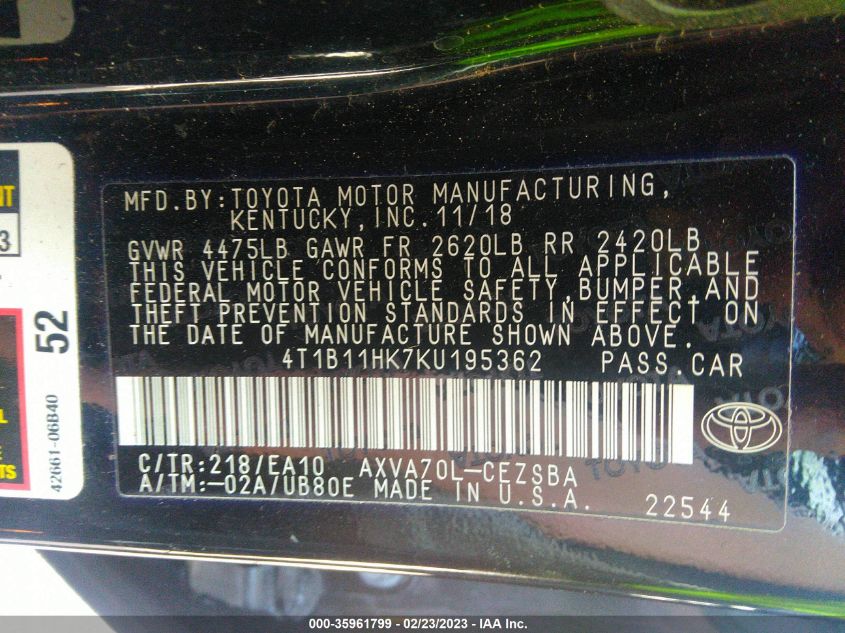 MFD.BY:TOYOTA MOTOR MANUFACTURING,
KENTUCKY,INC.11/18
GVWR 4475LB GAWR FR 2620LB RR 2420LB
THIS VEHICLE CONFORMS TO ALL APPLICABLE
FEDERAL MOTOR VEHICLE SAFETY,BUMPER,AND
THEFT PREVENTION STANDARDS IN EFFECT ON
THE DATE OF MANUFACTURE SHOWN ABOVE.
4T1B11HK7KU195362 PASS.CAR
C/TR:218/EA10 AXVA70L-CEZSBA
A/TM:-02A/UB80E MADE IN U.S.A.
22544
52
42661-06B40
NT
3
L
E
TS
000-35961799 - 02/23/2023 - IAA Inc.